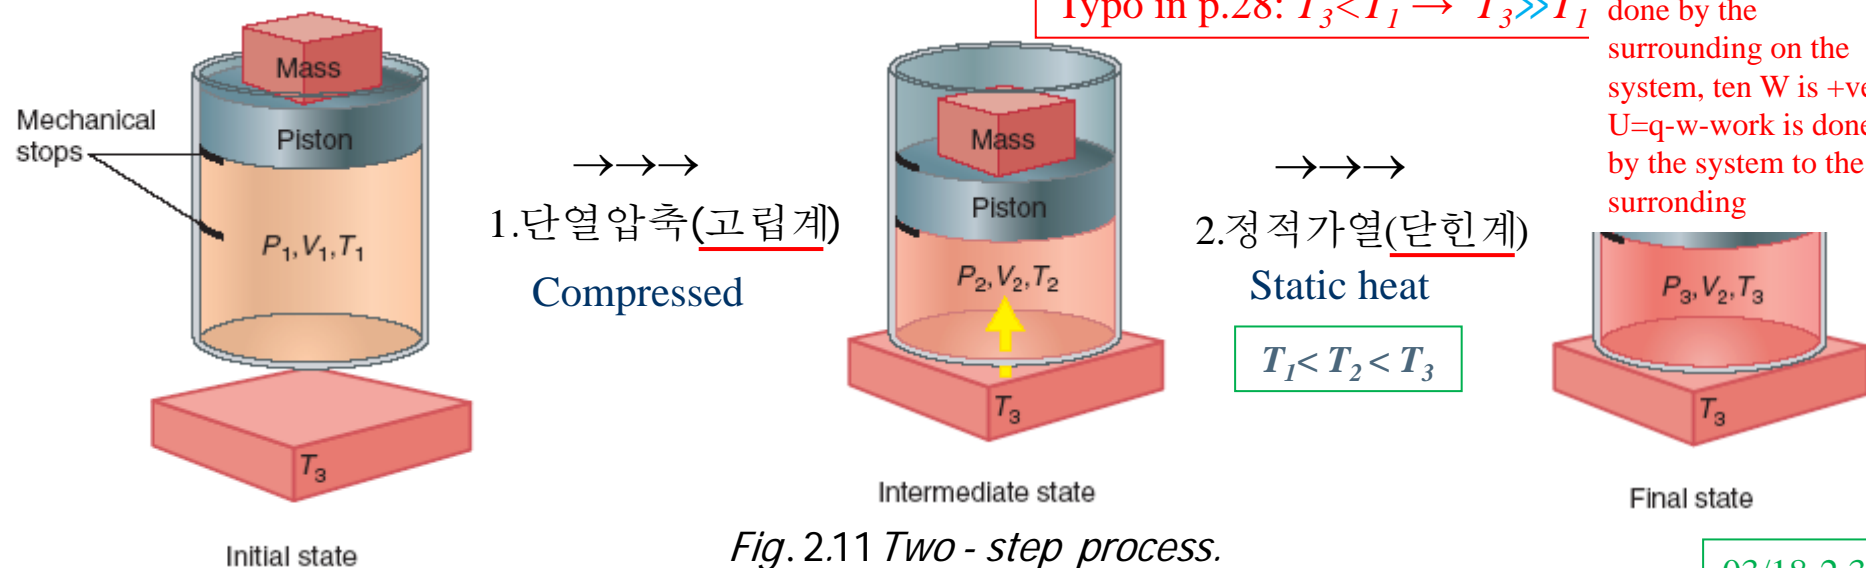 Typo in p.28: T3<T1 → T3≫T1
done by the
surrounding on the
system, ten W is +ve
U=q-w-work is done
by the system to the
surronding
Mass
Piston
Mechanical
stops
P1,V1,T1
T3
Initial state
→→→
1.단열압축(고립계)
Compressed
Mass
Piston
P2,V2,T2
T3
Intermediate state
→→→
2.정적가열(닫힌계)
Static heat
T1< T2 < T3
P3,V2,T3
T3
Final state
Fig. 2.11 Two - step process.